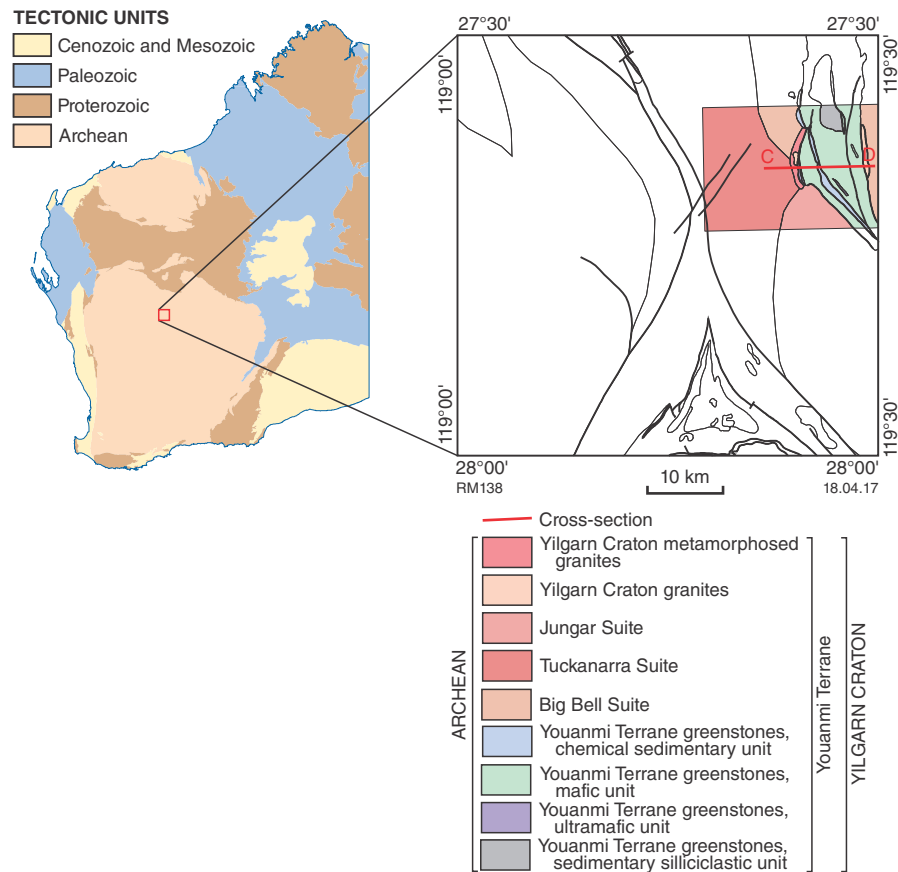 TECTONIC UNITS
Cenozoic and Mesozoic
Paleozoic
Proterozoic
Archean
27°30'
27°30'
119°00'
119°30'
C
D
119°00'
119°30'
28°00'
28°00'
RM138
10 km
18.04.17
Cross-section
Yilgarn Craton metamorphosed
granites
Yilgarn Craton granites
Jungar Suite
Tuckanarra Suite
Big Bell Suite
Youanmi Terrane greenstones,
chemical sedimentary unit
Youanmi Terrane greenstones,
mafic unit
Youanmi Terrane greenstones,
ultramafic unit
Youanmi Terrane greenstones,
sedimentary silliciclastic unit
ARCHEAN
Youanmi Terrane
YILGARN CRATON